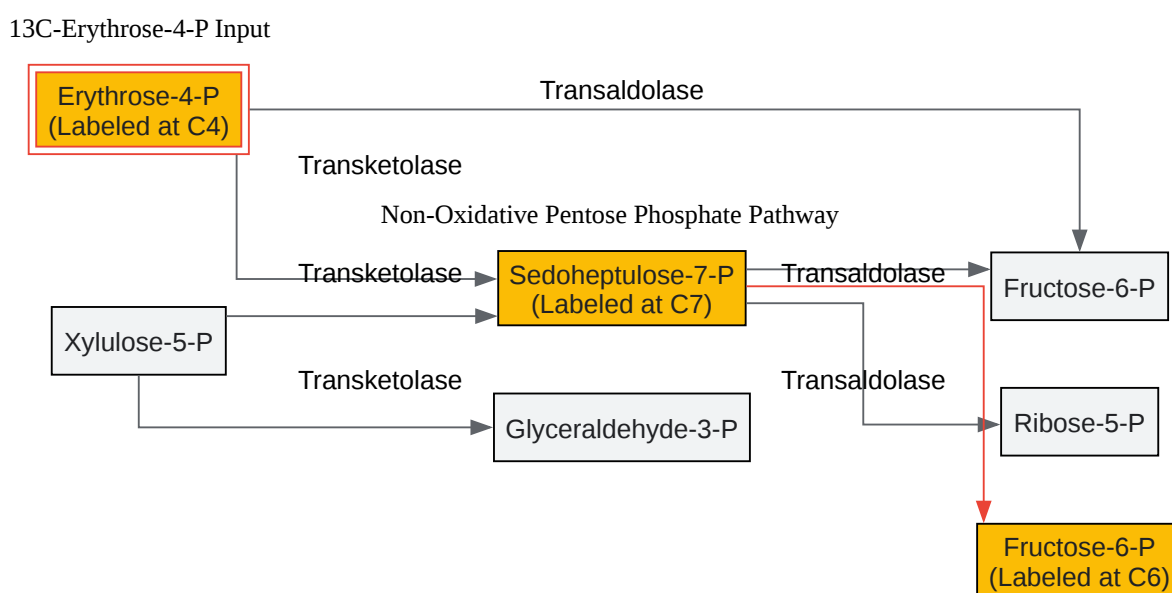 13C-Erythrose-4-P Input
Erythrose-4-P
(Labeled at C4)
Transaldolase
Transketolase
Non-Oxidative Pentose Phosphate Pathway
Transketolase
Sedoheptulose-7-P
(Labeled at C7)
Transaldolase
Fructose-6-P
Xylulose-5-P
Transketolase
Transaldolase
Glyceraldehyde-3-P
Ribose-5-P
Fructose-6-P
(Labeled at C6)